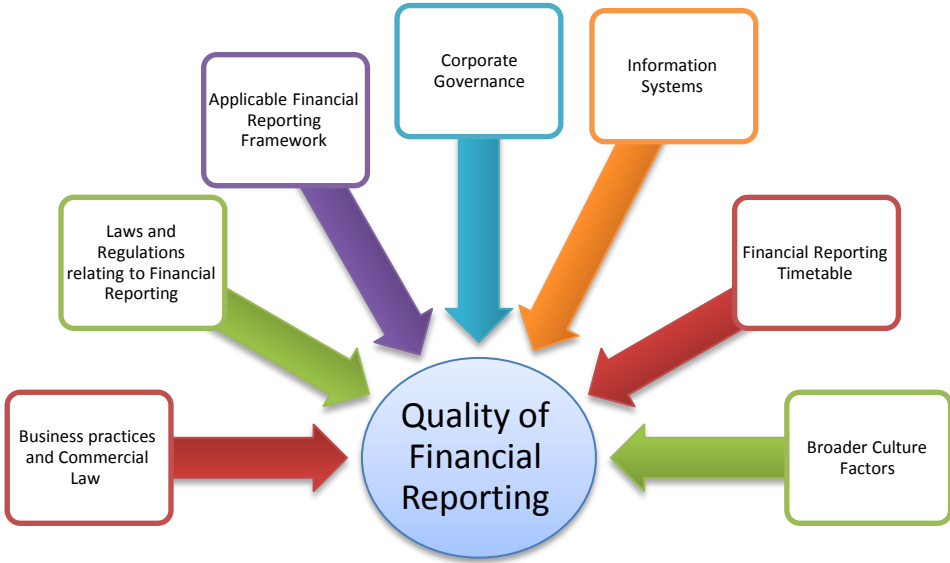 Corporate
Governance
Information
Systems
Applicable Financial
Reporting
Framework
Laws and
Regulations
relating to Financial
Reporting
Financial Reporting
Timetable
Business practices
and Commercial
Law
Quality of
Financial
Reporting
Broader Culture
Factors